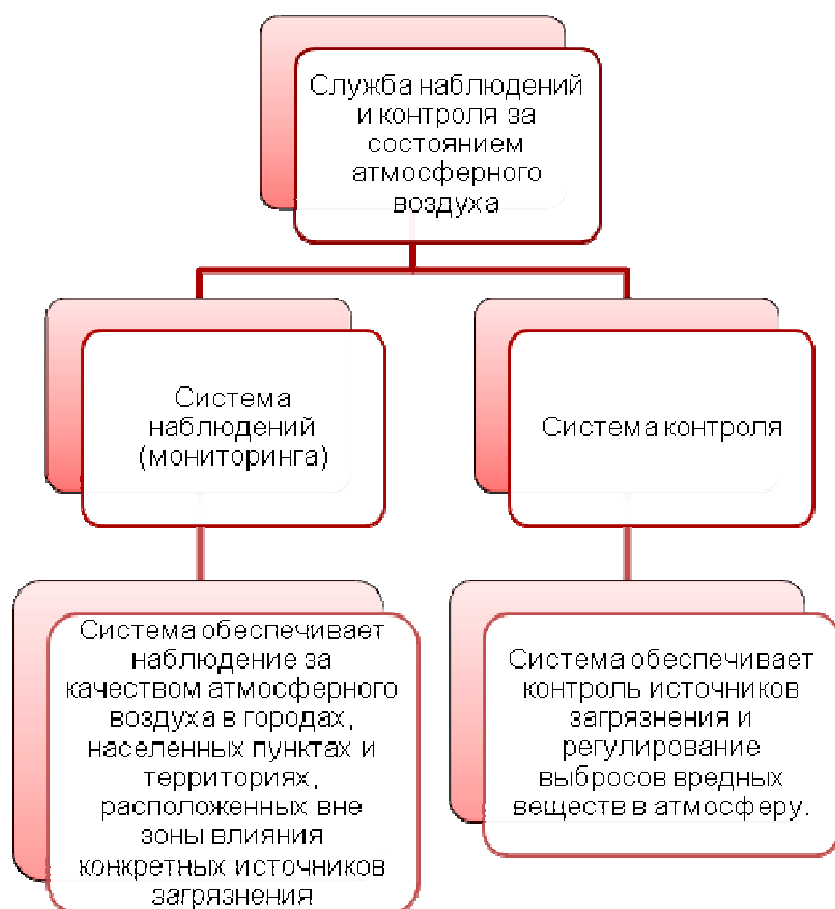 Служба наблюдений
и контроля за
состоянием
атмосферного
воздуха
Система
наблюдений
(мониторинга)
Система контроля
Система обеспечивает
наблюдение за
качеством атмосферного
воздуха в городах,
населенных пунктах и
территориях,
расположенных вне
зоны влияния
конкретных источников
загрязнения
Система обеспечивает
контроль источников
загрязнения и
регулирование
выбросов вредных
веществ в атмосферу.